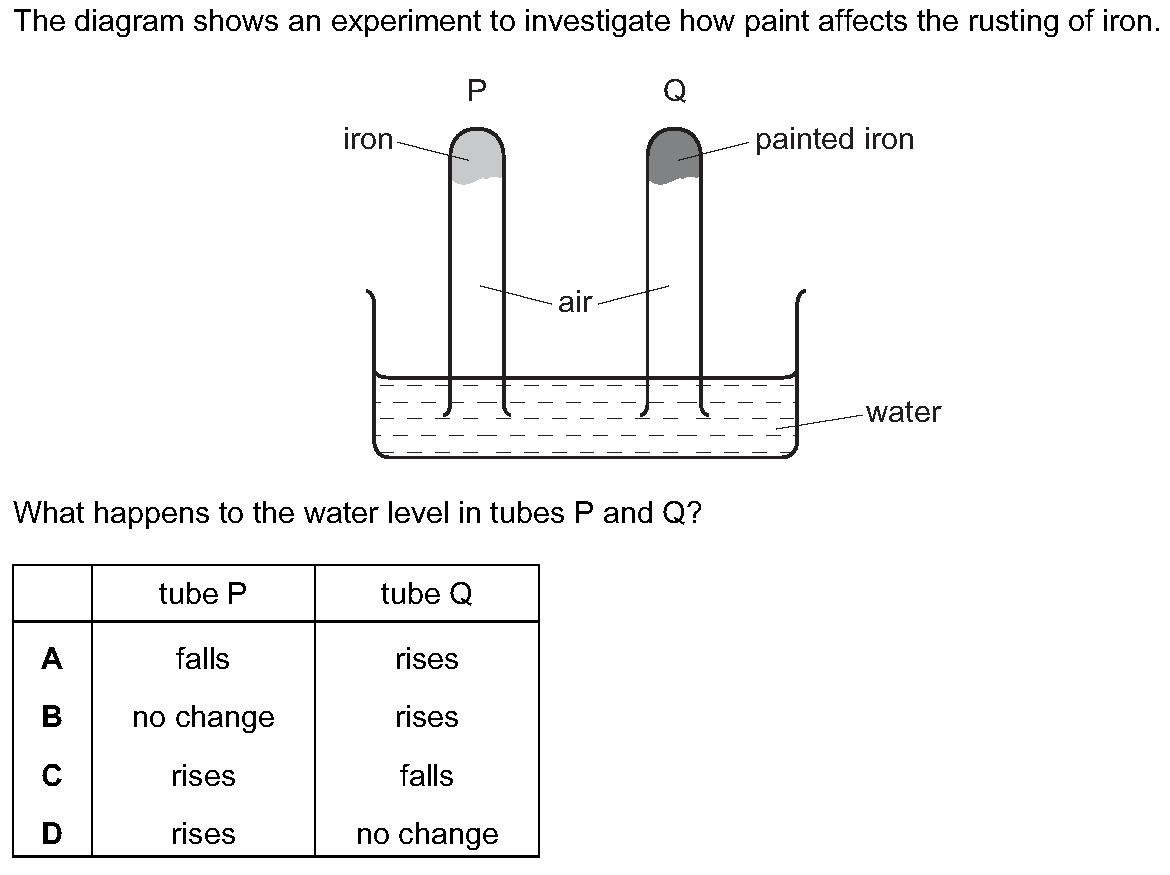 The diagram shows an experiment to investigate how paint affects the rusting of iron.
P Q
iron painted iron
air
water
What happens to the water level in tubes P and Q?
tube P tube Q
A falls rises
B no change rises
C rises falls
D rises no change